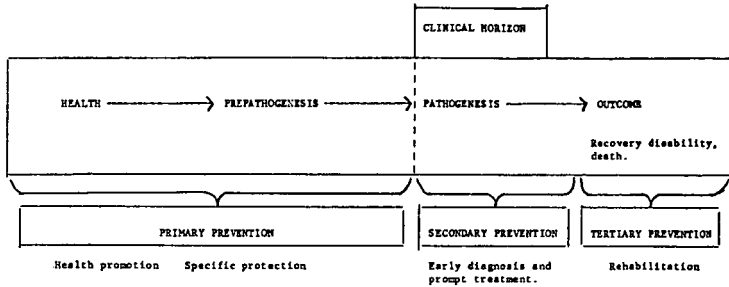 CLINICAL HORIZON
HEALTH PREPATHOGENESIS PATHOGENESIS OUTCOME
Recovery disability,
death.
PRIMARY PREVENTION SECONDARY PREVENTION TERTIARY PREVENTION
Health promotion Specific protection Early diagnosis and Rehabilitation
prompt treatment.